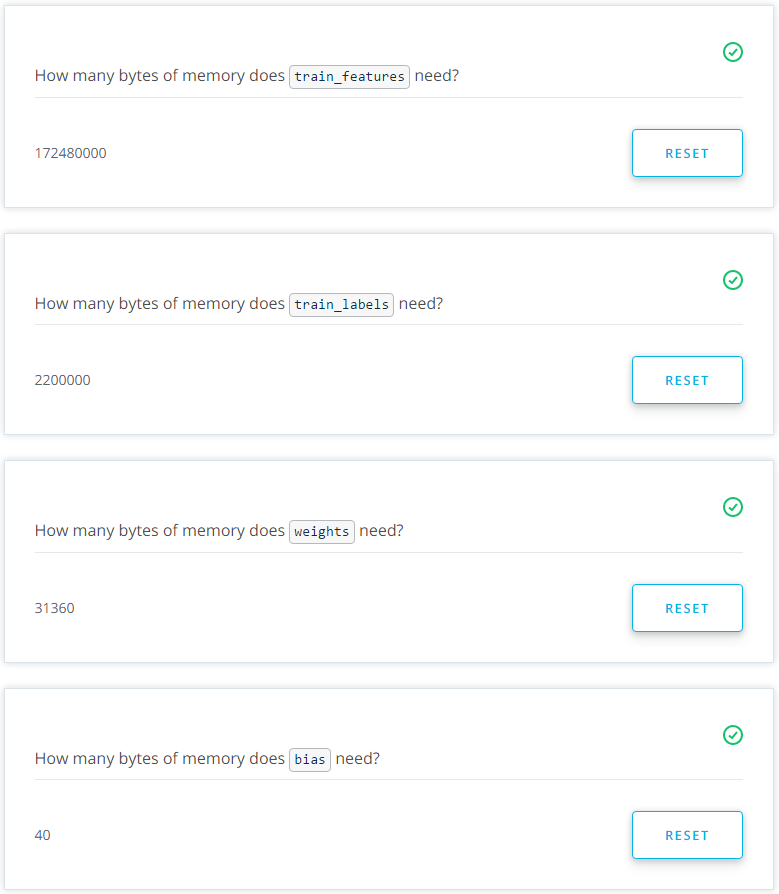 How many bytes of memory does train_features need?
172480000
RESET
How many bytes of memory does train_labels need?
2200000
RESET
How many bytes of memory does weights need?
31360
RESET
How many bytes of memory does bias need?
40
RESET